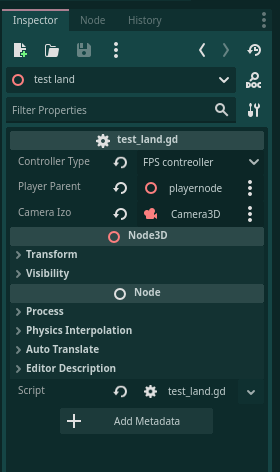 Inspector Node History
test land
DOC
Filter Properties
test_land.gd
Controller Type FPS contreoller
Player Parent playernode
Camera Izo Camera3D
Node3D
Transform
Visibility
Node
Process
Physics Interpolation
Auto Translate
Editor Description
Script test_land.gd
Add Metadata